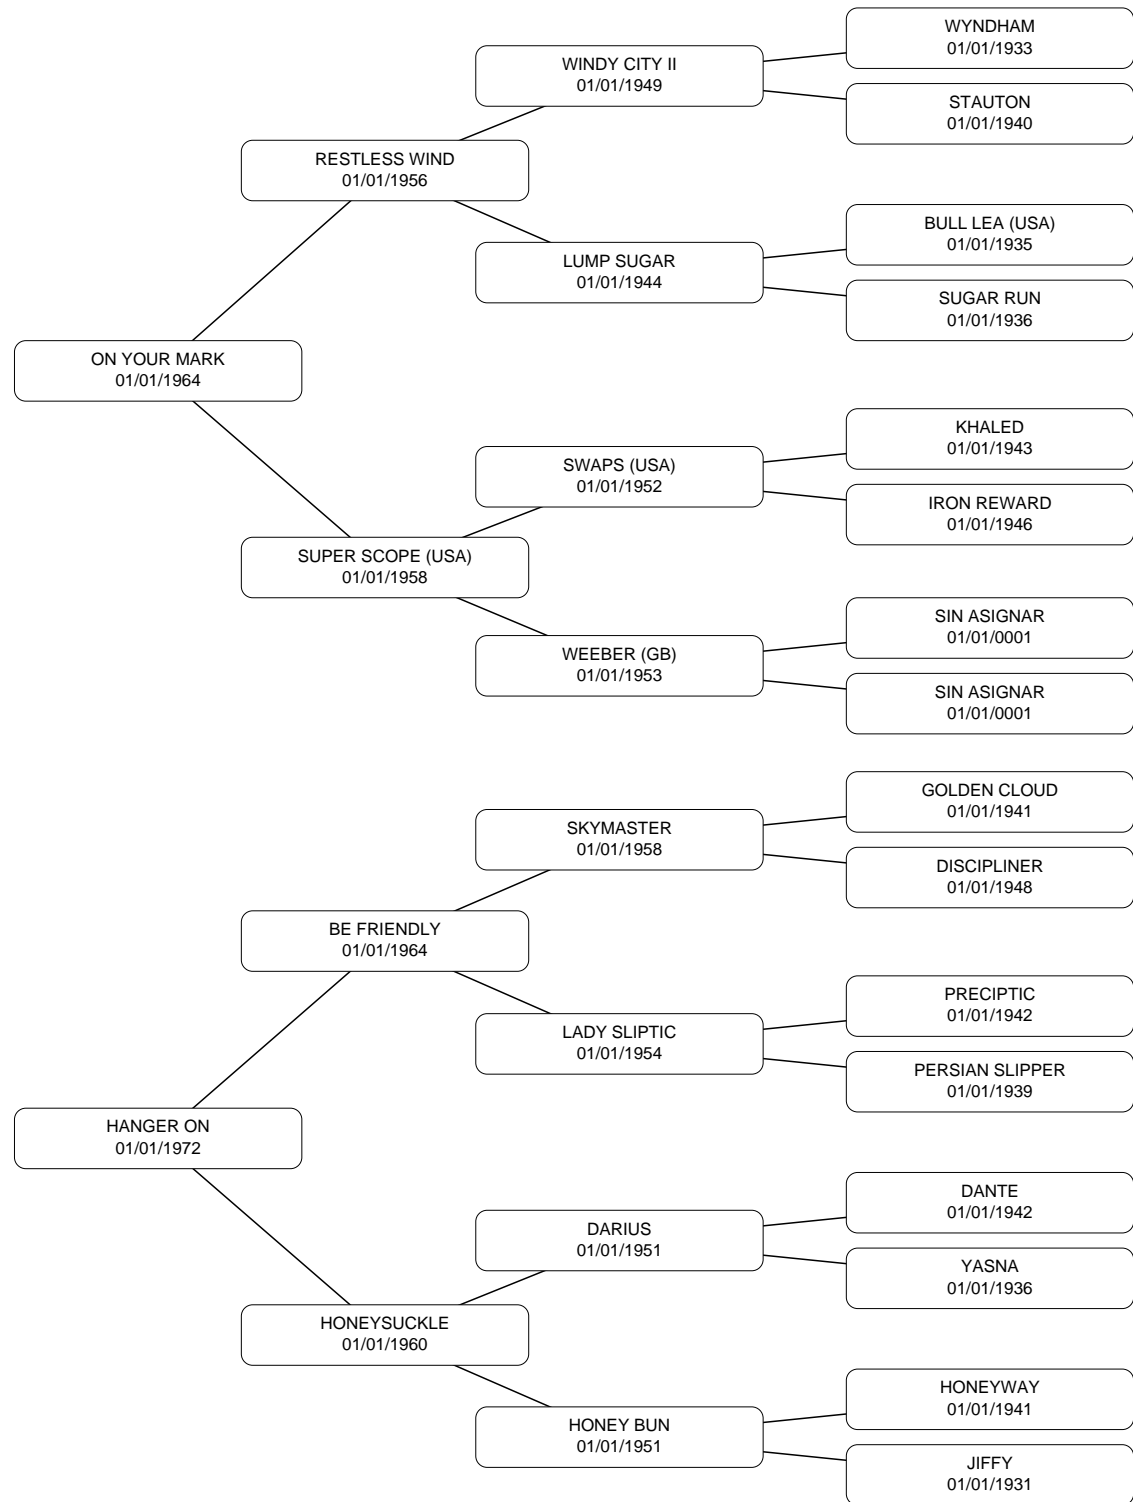 WYNDHAM
01/01/1933
WINDY CITY II
01/01/1949
STAUTON
01/01/1940
RESTLESS WIND
01/01/1956
BULL LEA (USA)
01/01/1935
LUMP SUGAR
01/01/1944
SUGAR RUN
01/01/1936
ON YOUR MARK
01/01/1964
KHALED
01/01/1943
SWAPS (USA)
01/01/1952
IRON REWARD
01/01/1946
SUPER SCOPE (USA)
01/01/1958
SIN ASIGNAR
01/01/0001
WEEBER (GB)
01/01/1953
SIN ASIGNAR
01/01/0001
GOLDEN CLOUD
01/01/1941
SKYMASTER
01/01/1958
DISCIPLINER
01/01/1948
BE FRIENDLY
01/01/1964
PRECIPTIC
01/01/1942
LADY SLIPTIC
01/01/1954
PERSIAN SLIPPER
01/01/1939
HANGER ON
01/01/1972
DANTE
01/01/1942
DARIUS
01/01/1951
YASNA
01/01/1936
HONEYSUCKLE
01/01/1960
HONEYWAY
01/01/1941
HONEY BUN
01/01/1951
JIFFY
01/01/1931